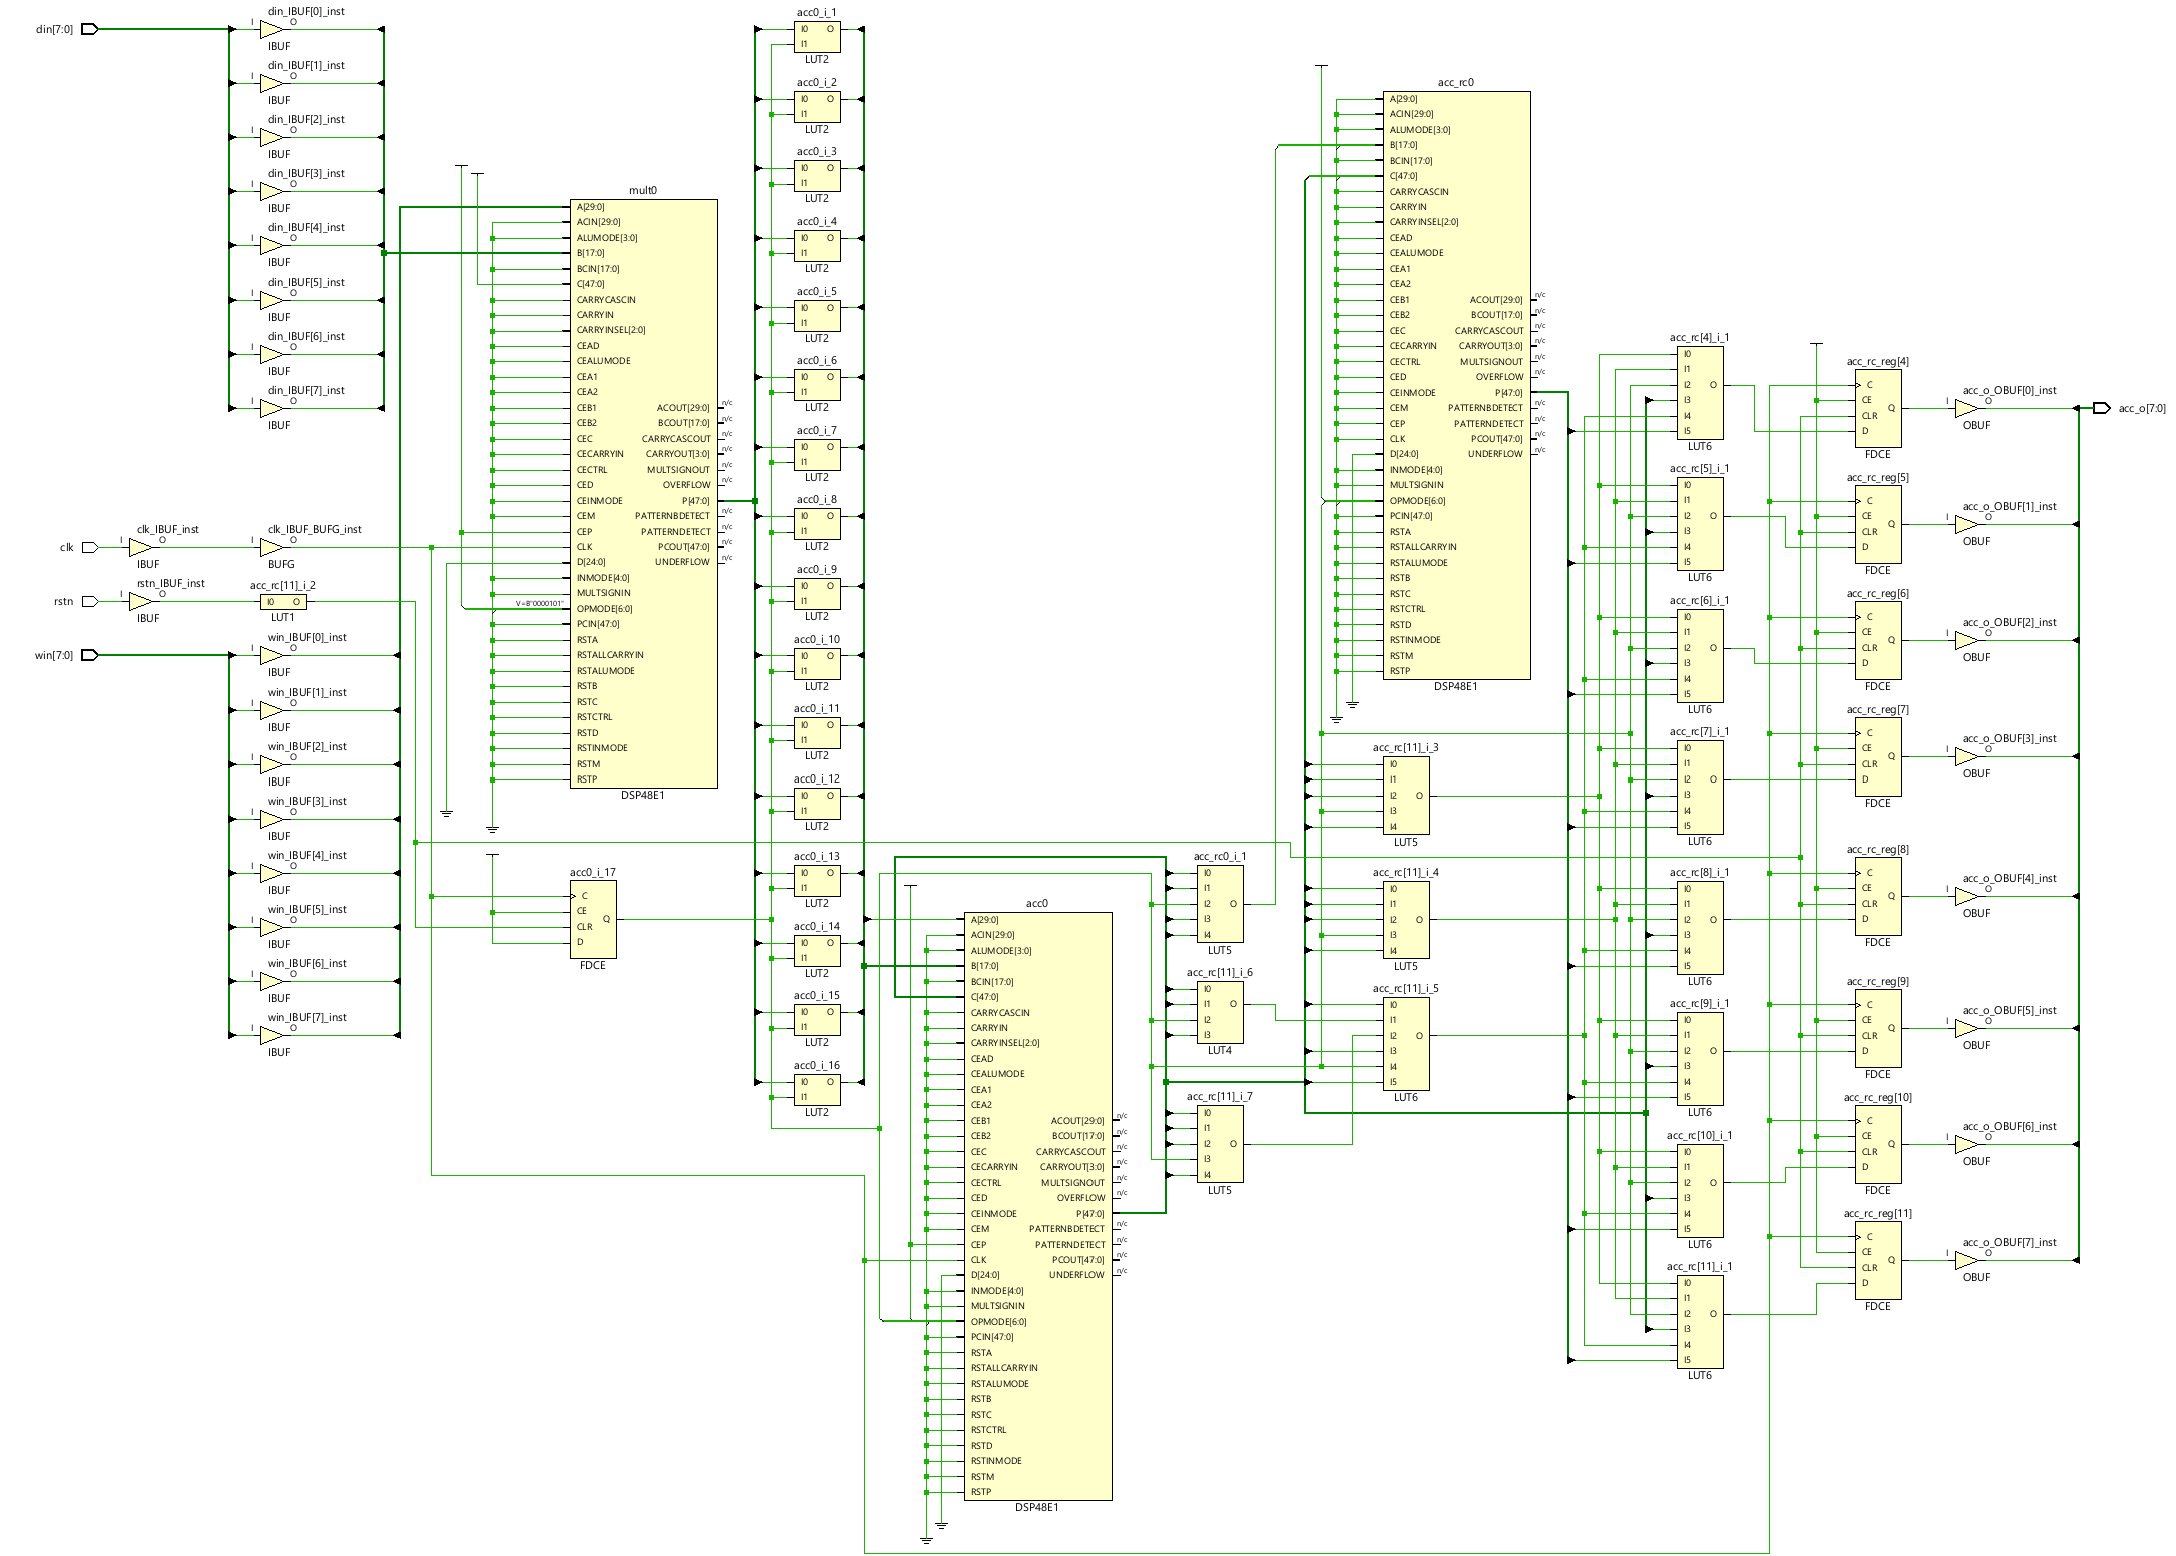 din[7:0]
din_IBUF[0]_inst
I
O
IBUF
din_IBUF[1]_inst
I
O
IBUF
din_IBUF[2]_inst
I
O
IBUF
din_IBUF[3]_inst
I
O
IBUF
din_IBUF[4]_inst
I
O
IBUF
din_IBUF[5]_inst
I
O
IBUF
din_IBUF[6]_inst
I
O
IBUF
din_IBUF[7]_inst
I
O
IBUF
clk
clk_IBUF_inst
I
O
IBUF
clk_IBUF_BUFG_inst
I
O
BUFG
rstn
rstn_IBUF_inst
I
O
IBUF
acc_rc[11]_i_2
I0 O
LUT1
win[7:0]
win_IBUF[0]_inst
I
O
IBUF
win_IBUF[1]_inst
I
O
IBUF
win_IBUF[2]_inst
I
O
IBUF
win_IBUF[3]_inst
I
O
IBUF
win_IBUF[4]_inst
I
O
IBUF
win_IBUF[5]_inst
I
O
IBUF
win_IBUF[6]_inst
I
O
IBUF
win_IBUF[7]_inst
I
O
IBUF
mult0
A[29:0]
ACIN[29:0]
ALUMODE[3:0]
B[17:0]
BCIN[17:0]
C[47:0]
CARRYCASCIN
CARRYIN
CARRYINSEL[2:0]
CEAD
CEALUMODE
CEA1
CEA2
CEB1 ACOUT[29:0] n/c
CEB2 BCOUT[17:0] n/c
CEC CARRYCASCOUT n/c
CECARRYIN CARRYOUT[3:0] n/c
CECTRL MULTSIGNOUT n/c
CED OVERFLOW n/c
CEINMODE P[47:0]
CEM PATTERNBDETECT n/c
CEP PATTERNDETECT n/c
CLK PCOUT[47:0] n/c
D[24:0] UNDERFLOW n/c
INMODE[4:0]
MULTSIGNIN
V=B"0000101" OPMODE[6:0]
PCIN[47:0]
RSTA
RSTALLCARRYIN
RSTALUMODE
RSTB
RSTC
RSTCTRL
RSTD
RSTINMODE
RSTM
RSTP
DSP48E1
acc0_i_17
C
CE
Q
CLR
D
FDCE
acc0_i_1
I0 O
I1
LUT2
acc0_i_2
I0 O
I1
LUT2
acc0_i_3
I0 O
I1
LUT2
acc0_i_4
I0 O
I1
LUT2
acc0_i_5
I0 O
I1
LUT2
acc0_i_6
I0 O
I1
LUT2
acc0_i_7
I0 O
I1
LUT2
acc0_i_8
I0 O
I1
LUT2
acc0_i_9
I0 O
I1
LUT2
acc0_i_10
I0 O
I1
LUT2
acc0_i_11
I0 O
I1
LUT2
acc0_i_12
I0 O
I1
LUT2
acc0_i_13
I0 O
I1
LUT2
acc0_i_14
I0 O
I1
LUT2
acc0_i_15
I0 O
I1
LUT2
acc0_i_16
I0 O
I1
LUT2
acc0
A[29:0]
ACIN[29:0]
ALUMODE[3:0]
B[17:0]
BCIN[17:0]
C[47:0]
CARRYCASCIN
CARRYIN
CARRYINSEL[2:0]
CEAD
CEALUMODE
CEA1
CEA2
CEB1 ACOUT[29:0] n/c
CEB2 BCOUT[17:0] n/c
CEC CARRYCASCOUT n/c
CECARRYIN CARRYOUT[3:0] n/c
CECTRL MULTSIGNOUT n/c
CED OVERFLOW n/c
CEINMODE P[47:0]
CEM PATTERNBDETECT n/c
CEP PATTERNDETECT n/c
CLK PCOUT[47:0] n/c
D[24:0] UNDERFLOW n/c
INMODE[4:0]
MULTSIGNIN
OPMODE[6:0]
PCIN[47:0]
RSTA
RSTALLCARRYIN
RSTALUMODE
RSTB
RSTC
RSTCTRL
RSTD
RSTINMODE
RSTM
RSTP
DSP48E1
acc_rc0_i_1
I0
I1
I2 O
I3
I4
LUT5
acc_rc[11]_i_6
I0
I1 O
I2
I3
LUT4
acc_rc[11]_i_7
I0
I1
I2 O
I3
I4
LUT5
acc_rc0
A[29:0]
ACIN[29:0]
ALUMODE[3:0]
B[17:0]
BCIN[17:0]
C[47:0]
CARRYCASCIN
CARRYIN
CARRYINSEL[2:0]
CEAD
CEALUMODE
CEA1
CEA2
CEB1 ACOUT[29:0] n/c
CEB2 BCOUT[17:0] n/c
CEC CARRYCASCOUT n/c
CECARRYIN CARRYOUT[3:0] n/c
CECTRL MULTSIGNOUT n/c
CED OVERFLOW n/c
CEINMODE P[47:0]
CEM PATTERNBDETECT n/c
CEP PATTERNDETECT n/c
CLK PCOUT[47:0] n/c
D[24:0] UNDERFLOW n/c
INMODE[4:0]
MULTSIGNIN
OPMODE[6:0]
PCIN[47:0]
RSTA
RSTALLCARRYIN
RSTALUMODE
RSTB
RSTC
RSTCTRL
RSTD
RSTINMODE
RSTM
RSTP
DSP48E1
acc_rc[11]_i_3
I0
I1
I2 O
I3
I4
LUT5
acc_rc[11]_i_4
I0
I1
I2 O
I3
I4
LUT5
acc_rc[11]_i_5
I0
I1
I2 O
I3
I4
I5
LUT6
acc_rc[4]_i_1
I0
I1
I2 O
I3
I4
I5
LUT6
acc_rc[5]_i_1
I0
I1
I2 O
I3
I4
I5
LUT6
acc_rc[6]_i_1
I0
I1
I2 O
I3
I4
I5
LUT6
acc_rc[7]_i_1
I0
I1
I2 O
I3
I4
I5
LUT6
acc_rc[8]_i_1
I0
I1
I2 O
I3
I4
I5
LUT6
acc_rc[9]_i_1
I0
I1
I2 O
I3
I4
I5
LUT6
acc_rc[10]_i_1
I0
I1
I2 O
I3
I4
I5
LUT6
acc_rc[11]_i_1
I0
I1
I2 O
I3
I4
I5
LUT6
acc_rc_reg[4]
C
CE
Q
CLR
D
FDCE
acc_rc_reg[5]
C
CE
Q
CLR
D
FDCE
acc_rc_reg[6]
C
CE
Q
CLR
D
FDCE
acc_rc_reg[7]
C
CE
Q
CLR
D
FDCE
acc_rc_reg[8]
C
CE
Q
CLR
D
FDCE
acc_rc_reg[9]
C
CE
Q
CLR
D
FDCE
acc_rc_reg[10]
C
CE
Q
CLR
D
FDCE
acc_rc_reg[11]
C
CE
Q
CLR
D
FDCE
acc_o_OBUF[0]_inst
I
O
OBUF
acc_o_OBUF[1]_inst
I
O
OBUF
acc_o_OBUF[2]_inst
I
O
OBUF
acc_o_OBUF[3]_inst
I
O
OBUF
acc_o_OBUF[4]_inst
I
O
OBUF
acc_o_OBUF[5]_inst
I
O
OBUF
acc_o_OBUF[6]_inst
I
O
OBUF
acc_o_OBUF[7]_inst
I
O
OBUF
acc_o[7:0]